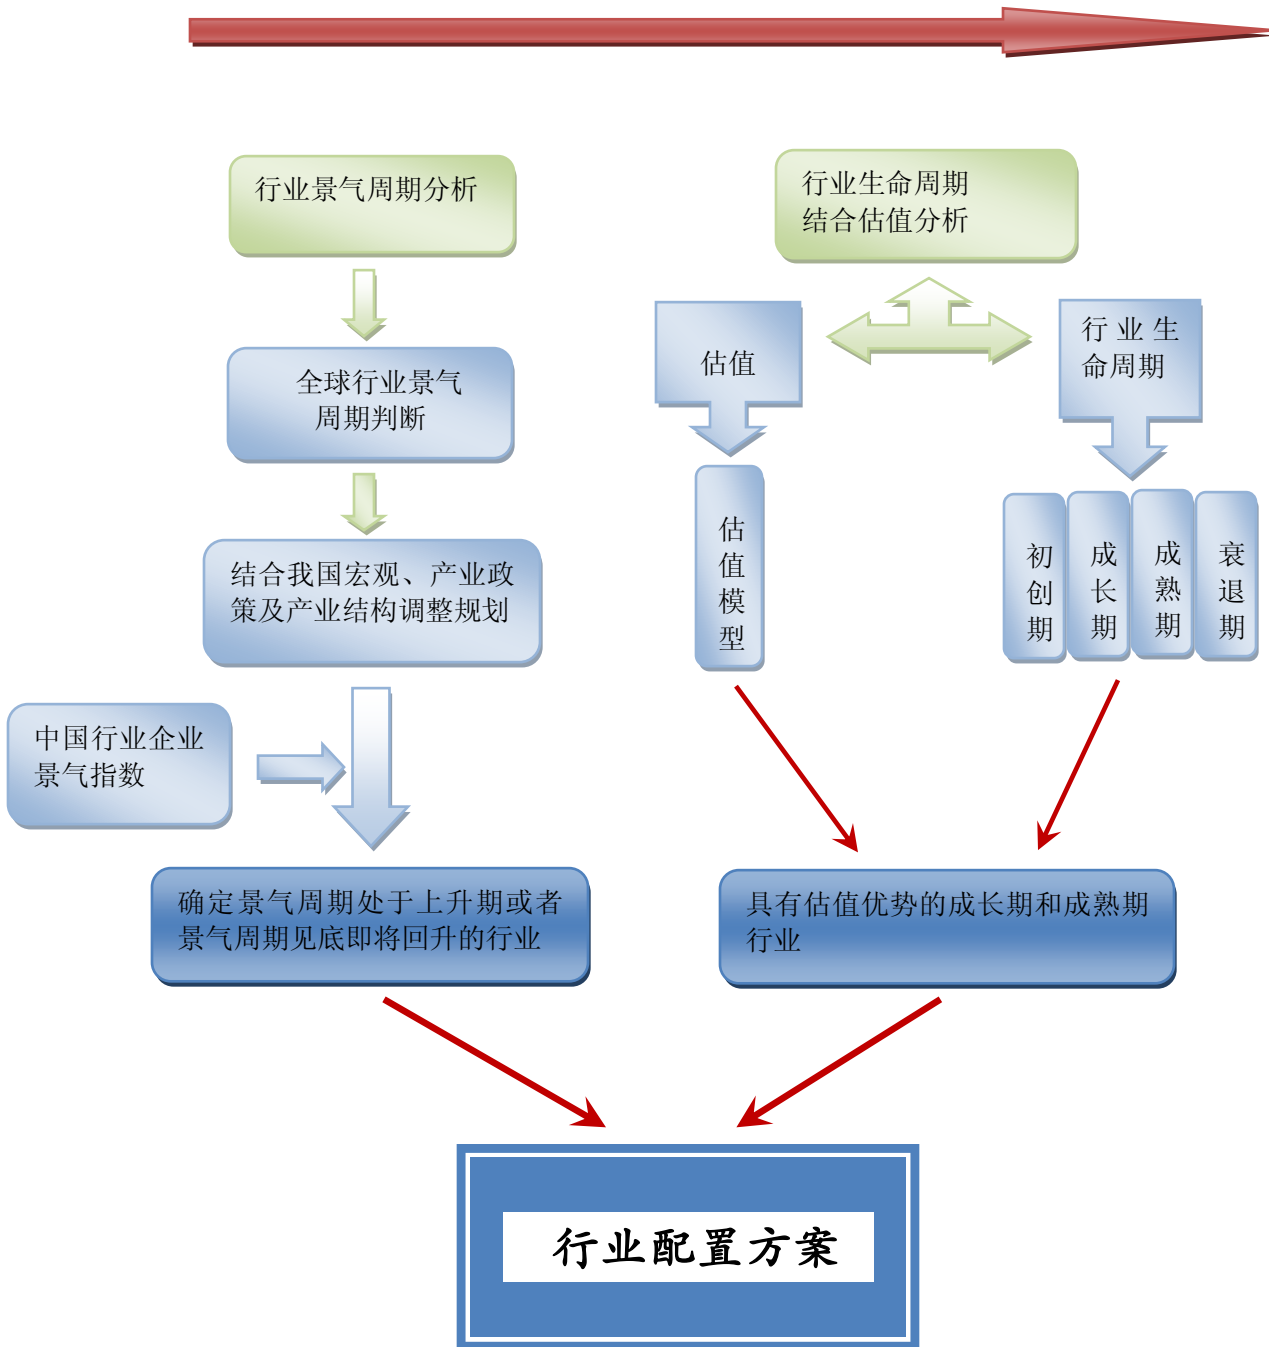 行业景气周期分析
全球行业景气
周期判断
结合我国宏观、产业政
策及产业结构调整规划
中国行业企业
景气指数
确定景气周期处于上升期或者
景气周期见底即将回升的行业
行业生命周期
结合估值分析
估值
行业生
命周期
估值模型
初创期
成长期
成熟期
衰退期
具有估值优势的成长期和成熟期
行业
行业配置方案